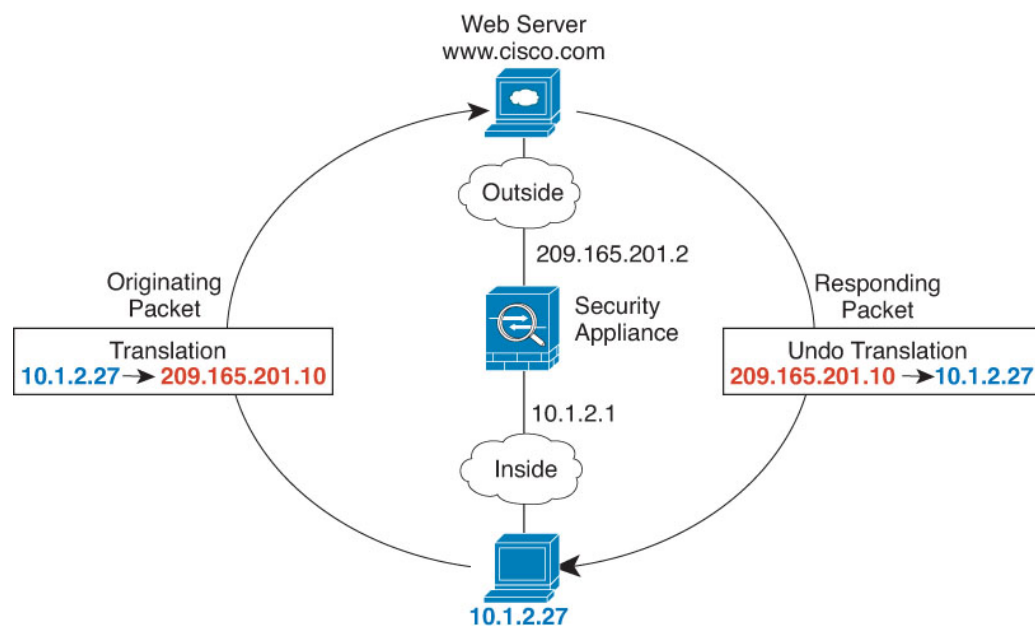 Web Server
www.cisco.com
Outside
209.165.201.2
Originating
Packet
Translation
10.1.2.27 → 209.165.201.10
Security
Appliance
Responding
Packet
Undo Translation
209.165.201.10 → 10.1.2.27
10.1.2.1
Inside
10.1.2.27